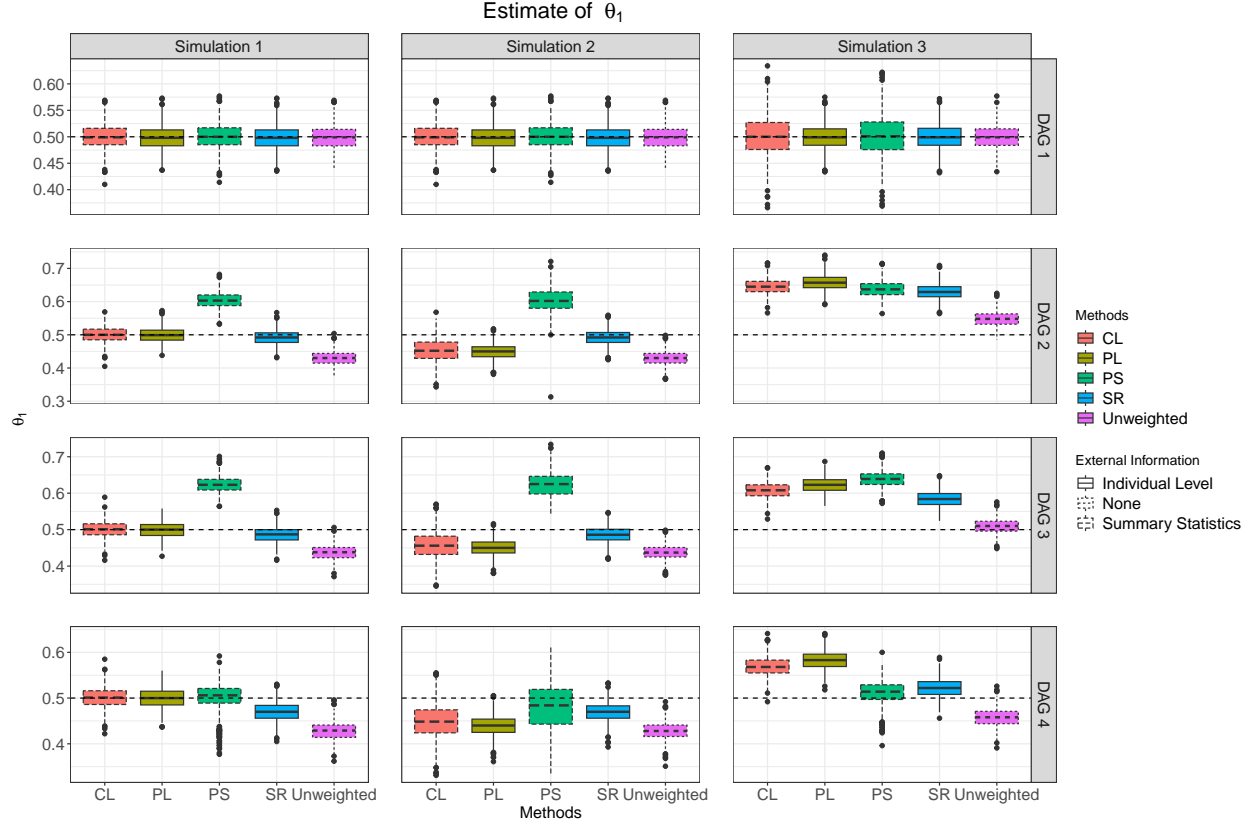 Estimate of θ1
Simulation 1
Simulation 2
Simulation 3
0.60
0.55
0.50
0.45
0.40
DAG 1
0.7
0.6
0.5
0.4
0.3
DAG 2
θ1
0.7
0.6
0.5
0.4
DAG 3
0.6
0.5
0.4
DAG 4
CL PL PS SR Unweighted
CL PL PS SR Unweighted
CL PL PS SR Unweighted
Methods
Methods
CL
PL
PS
SR
Unweighted
External Information
Individual Level
None
Summary Statistics